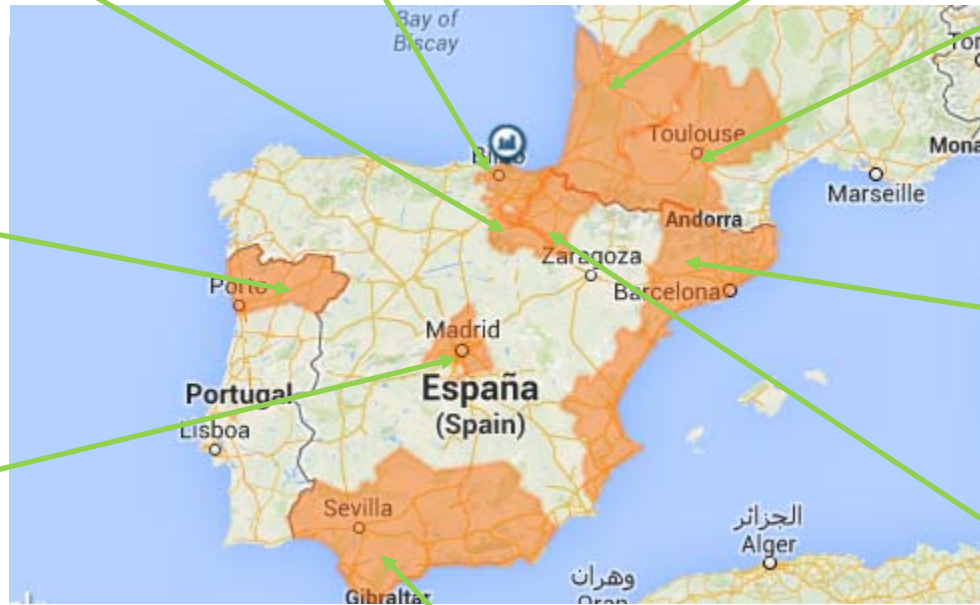 Bay of
Biscay
Toulouse
Marseille
Andorra
Zaragoza
Barcelona
Porto
Madrid
España
(Spain)
Portugal
Lisboa
Sevilla
الجزائر
Alger
وهران
Gibraltar